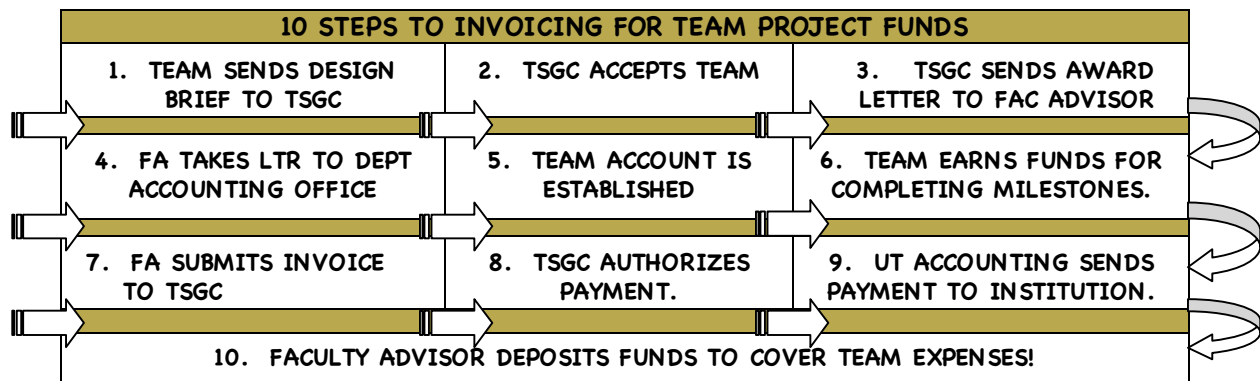 10 STEPS TO INVOICING FOR TEAM PROJECT FUNDS
1. TEAM SENDS DESIGN
BRIEF TO TSGC
2. TSGC ACCEPTS TEAM
3. TSGC SENDS AWARD
LETTER TO FAC ADVISOR
4. FA TAKES LTR TO DEPT
ACCOUNTING OFFICE
5. TEAM ACCOUNT IS
ESTABLISHED
6. TEAM EARNS FUNDS FOR
COMPLETING MILESTONES.
7. FA SUBMITS INVOICE
TO TSGC
8. TSGC AUTHORIZES
PAYMENT.
9. UT ACCOUNTING SENDS
PAYMENT TO INSTITUTION.
10. FACULTY ADVISOR DEPOSITS FUNDS TO COVER TEAM EXPENSES!